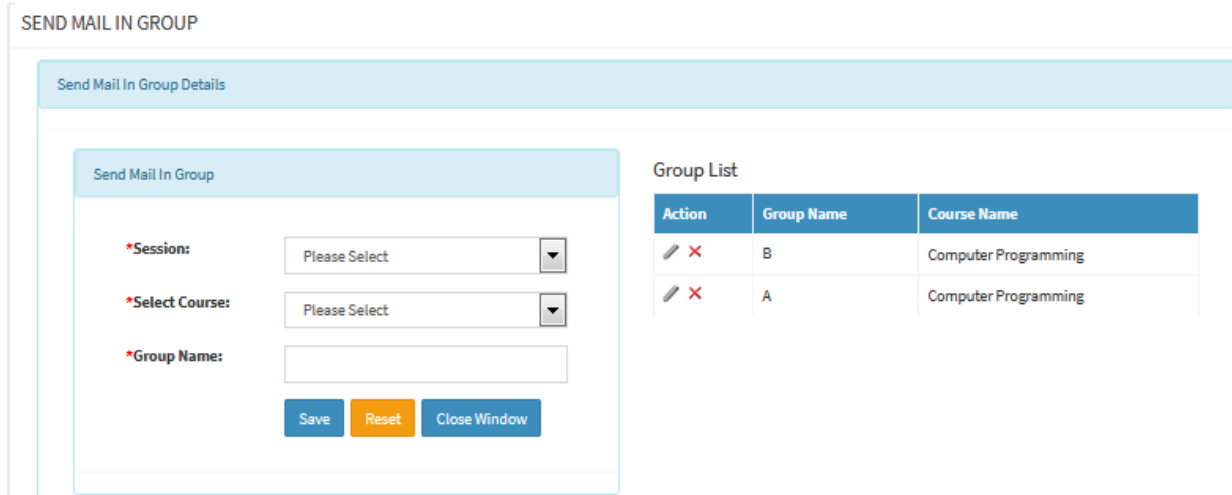 SEND MAIL IN GROUP
Send Mail In Group Details
Send Mail In Group
*Session:
Please Select
*Select Course:
Please Select
*Group Name:
Save Reset Close Window
Group List
Action Group Name Course Name
B Computer Programming
A Computer Programming